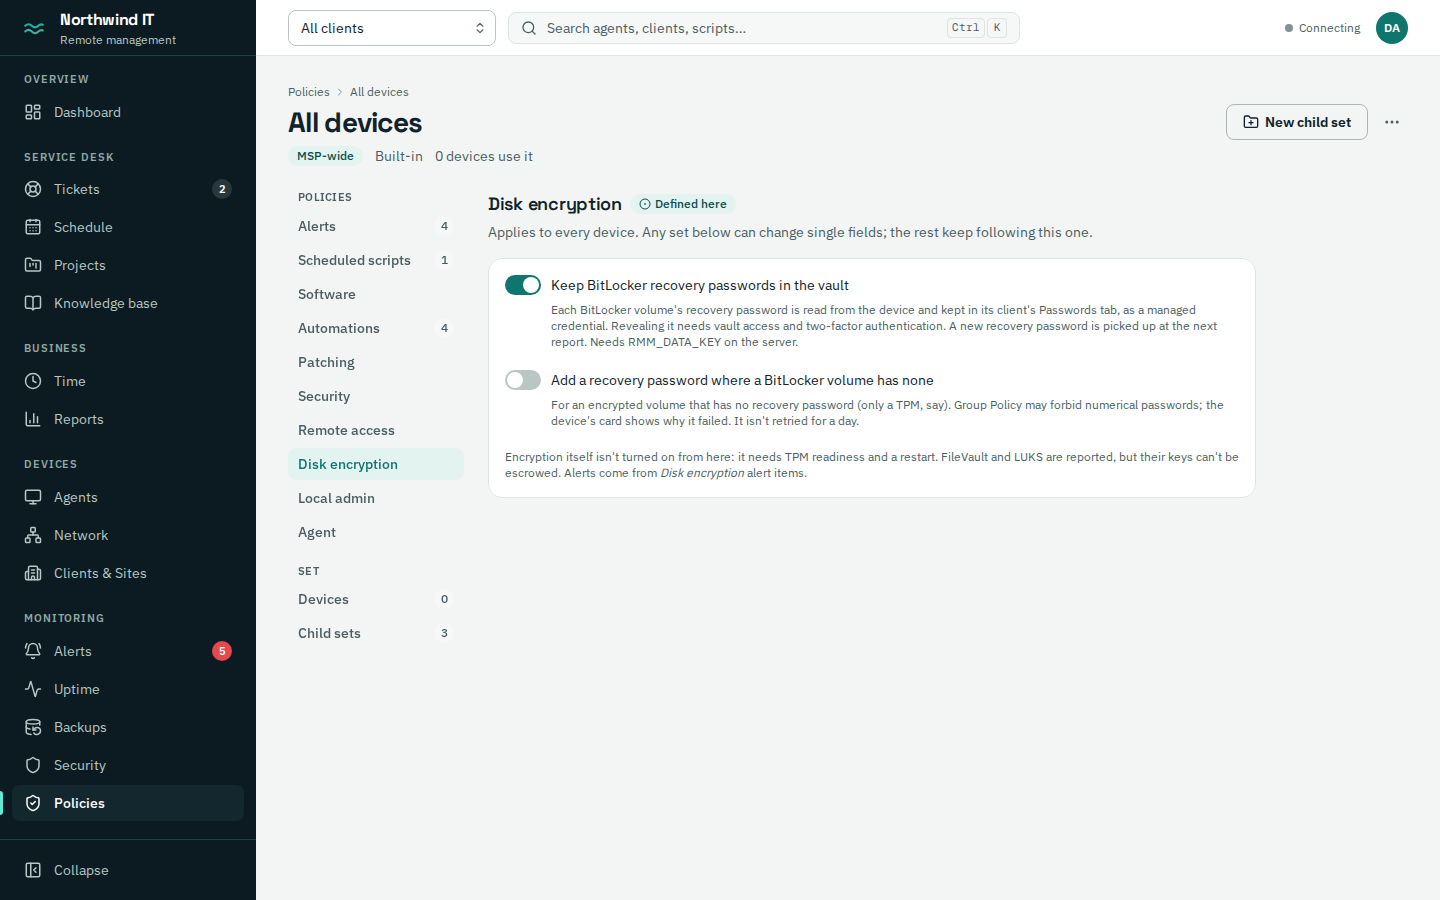 Northwind IT
Remote management
OVERVIEW
Dashboard
SERVICE DESK
Tickets 2
Schedule
Projects
Knowledge base
BUSINESS
Time
Reports
DEVICES
Agents
Network
Clients & Sites
MONITORING
Alerts 5
Uptime
Backups
Security
Policies
Collapse
All clients
Search agents, clients, scripts...
Ctrl K
Connecting
DA
Policies > All devices
All devices
New child set
MSP-wide Built-in 0 devices use it
POLICIES
Alerts 4
Scheduled scripts 1
Software
Automations 4
Patching
Security
Remote access
Disk encryption
Local admin
Agent
SET
Devices 0
Child sets 3
Disk encryption Defined here
Applies to every device. Any set below can change single fields; the rest keep following this one.
Keep BitLocker recovery passwords in the vault
Each BitLocker volume's recovery password is read from the device and kept in its client's Passwords tab, as a managed
credential. Revealing it needs vault access and two-factor authentication. A new recovery password is picked up at the next
report. Needs RMM_DATA_KEY on the server.
Add a recovery password where a BitLocker volume has none
For an encrypted volume that has no recovery password (only a TPM, say). Group Policy may forbid numerical passwords; the
device's card shows why it failed. It isn't retried for a day.
Encryption itself isn't turned on from here: it needs TPM readiness and a restart. FileVault and LUKS are reported, but their keys can't be
escrowed. Alerts come from Disk encryption alert items.